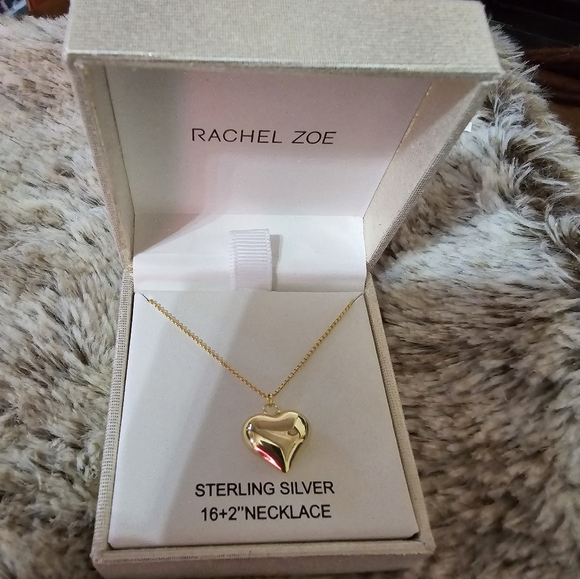 RACHEL ZOE
STERLING SILVER
16+2"NECKLACE